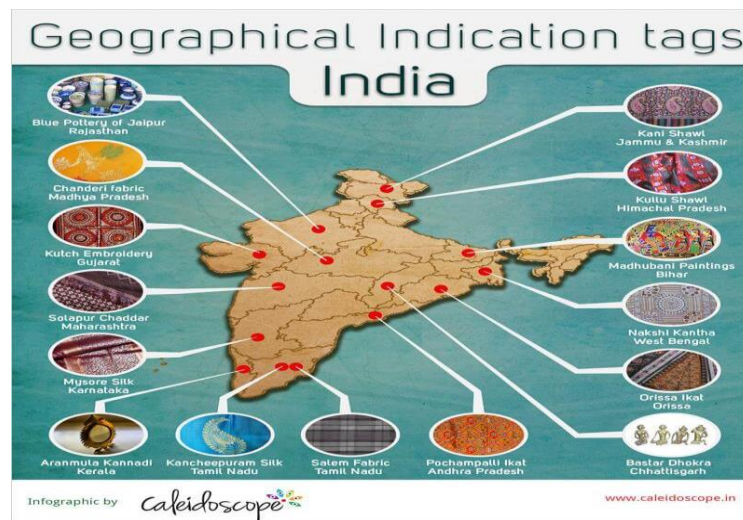 Geographical Indication tags
India
Blue Pottery of Jaipur
Rajasthan
Chanderi fabric
Madhya Pradesh
Kutch Embroidery
Gujarat
Solapur Chaddar
Maharashtra
Mysore Silk
Karnataka
Aranmula Kannadi
Kerala
Kancheepuram Silk
Tamil Nadu
Salem Fabric
Tamil Nadu
Pochampalli Ikat
Andhra Pradesh
Kani Shawl
Jammu & Kashmir
Kullu Shawl
Himachal Pradesh
Madhubani Paintings
Bihar
Nakshi Kantha
West Bengal
Orissa Ikat
Orissa
Bastar Dhokra
Chhattisgarh
Infographic by caleidoscope
www.caleidoscope.in